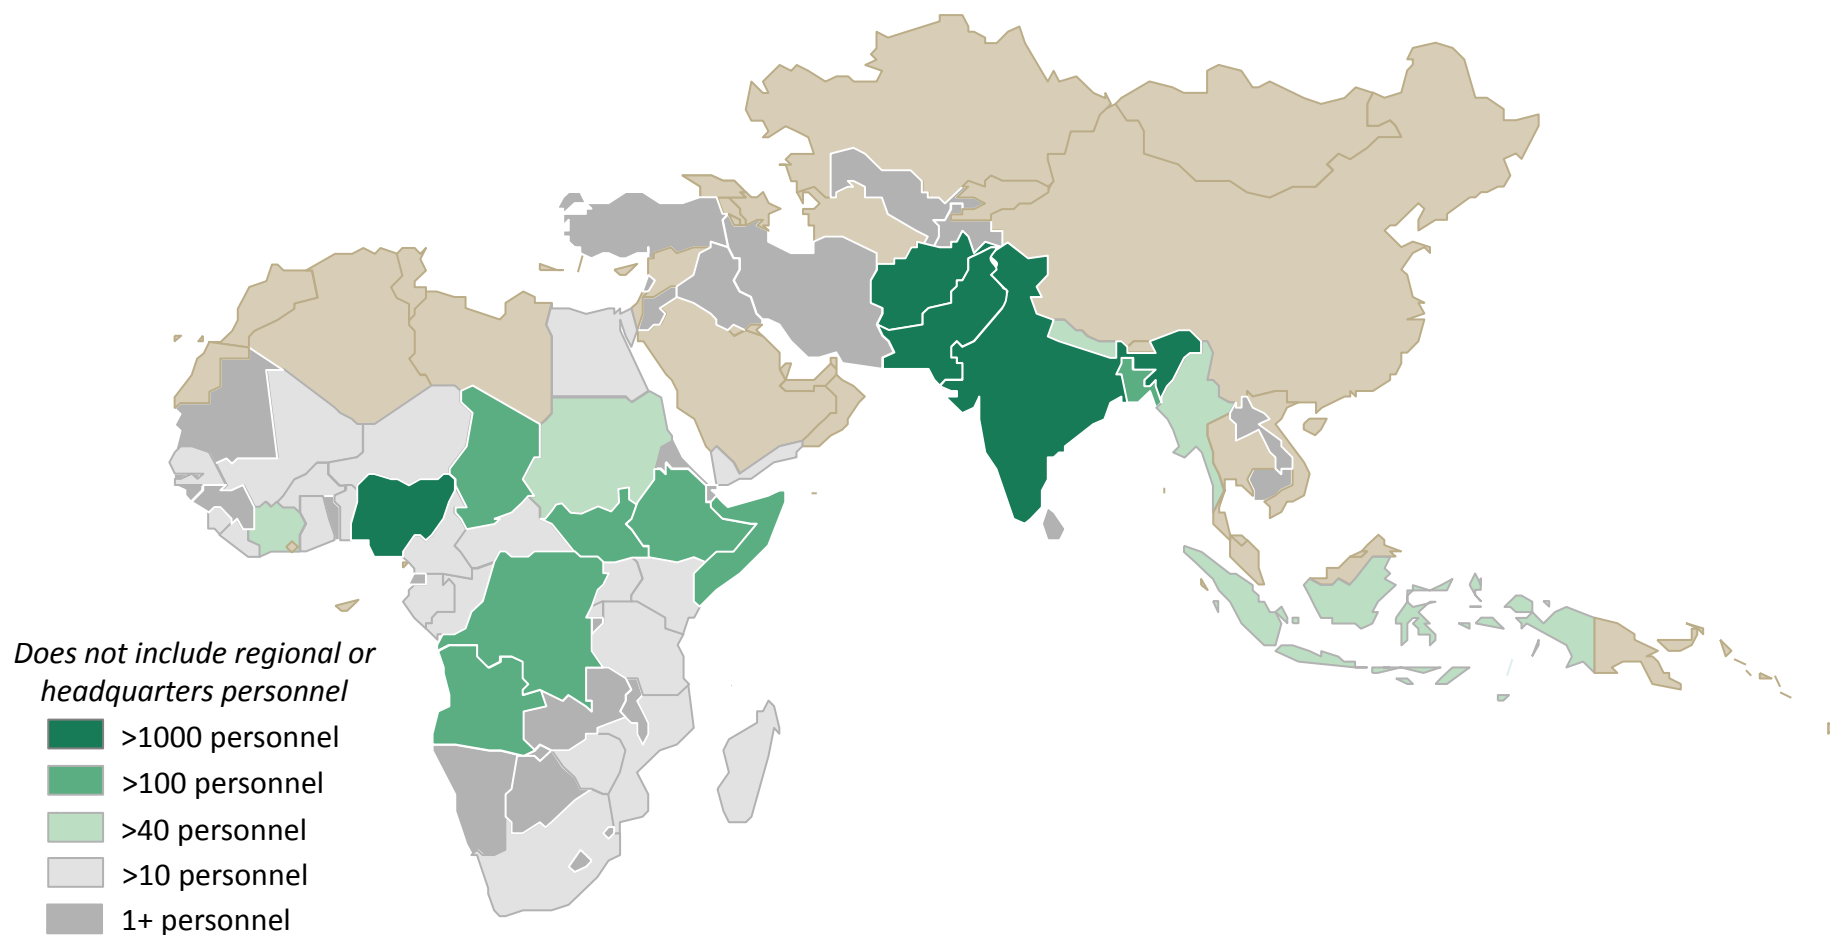 Does not include regional or
headquarters personnel
>1000 personnel
>100 personnel
>40 personnel
>10 personnel
1+ personnel